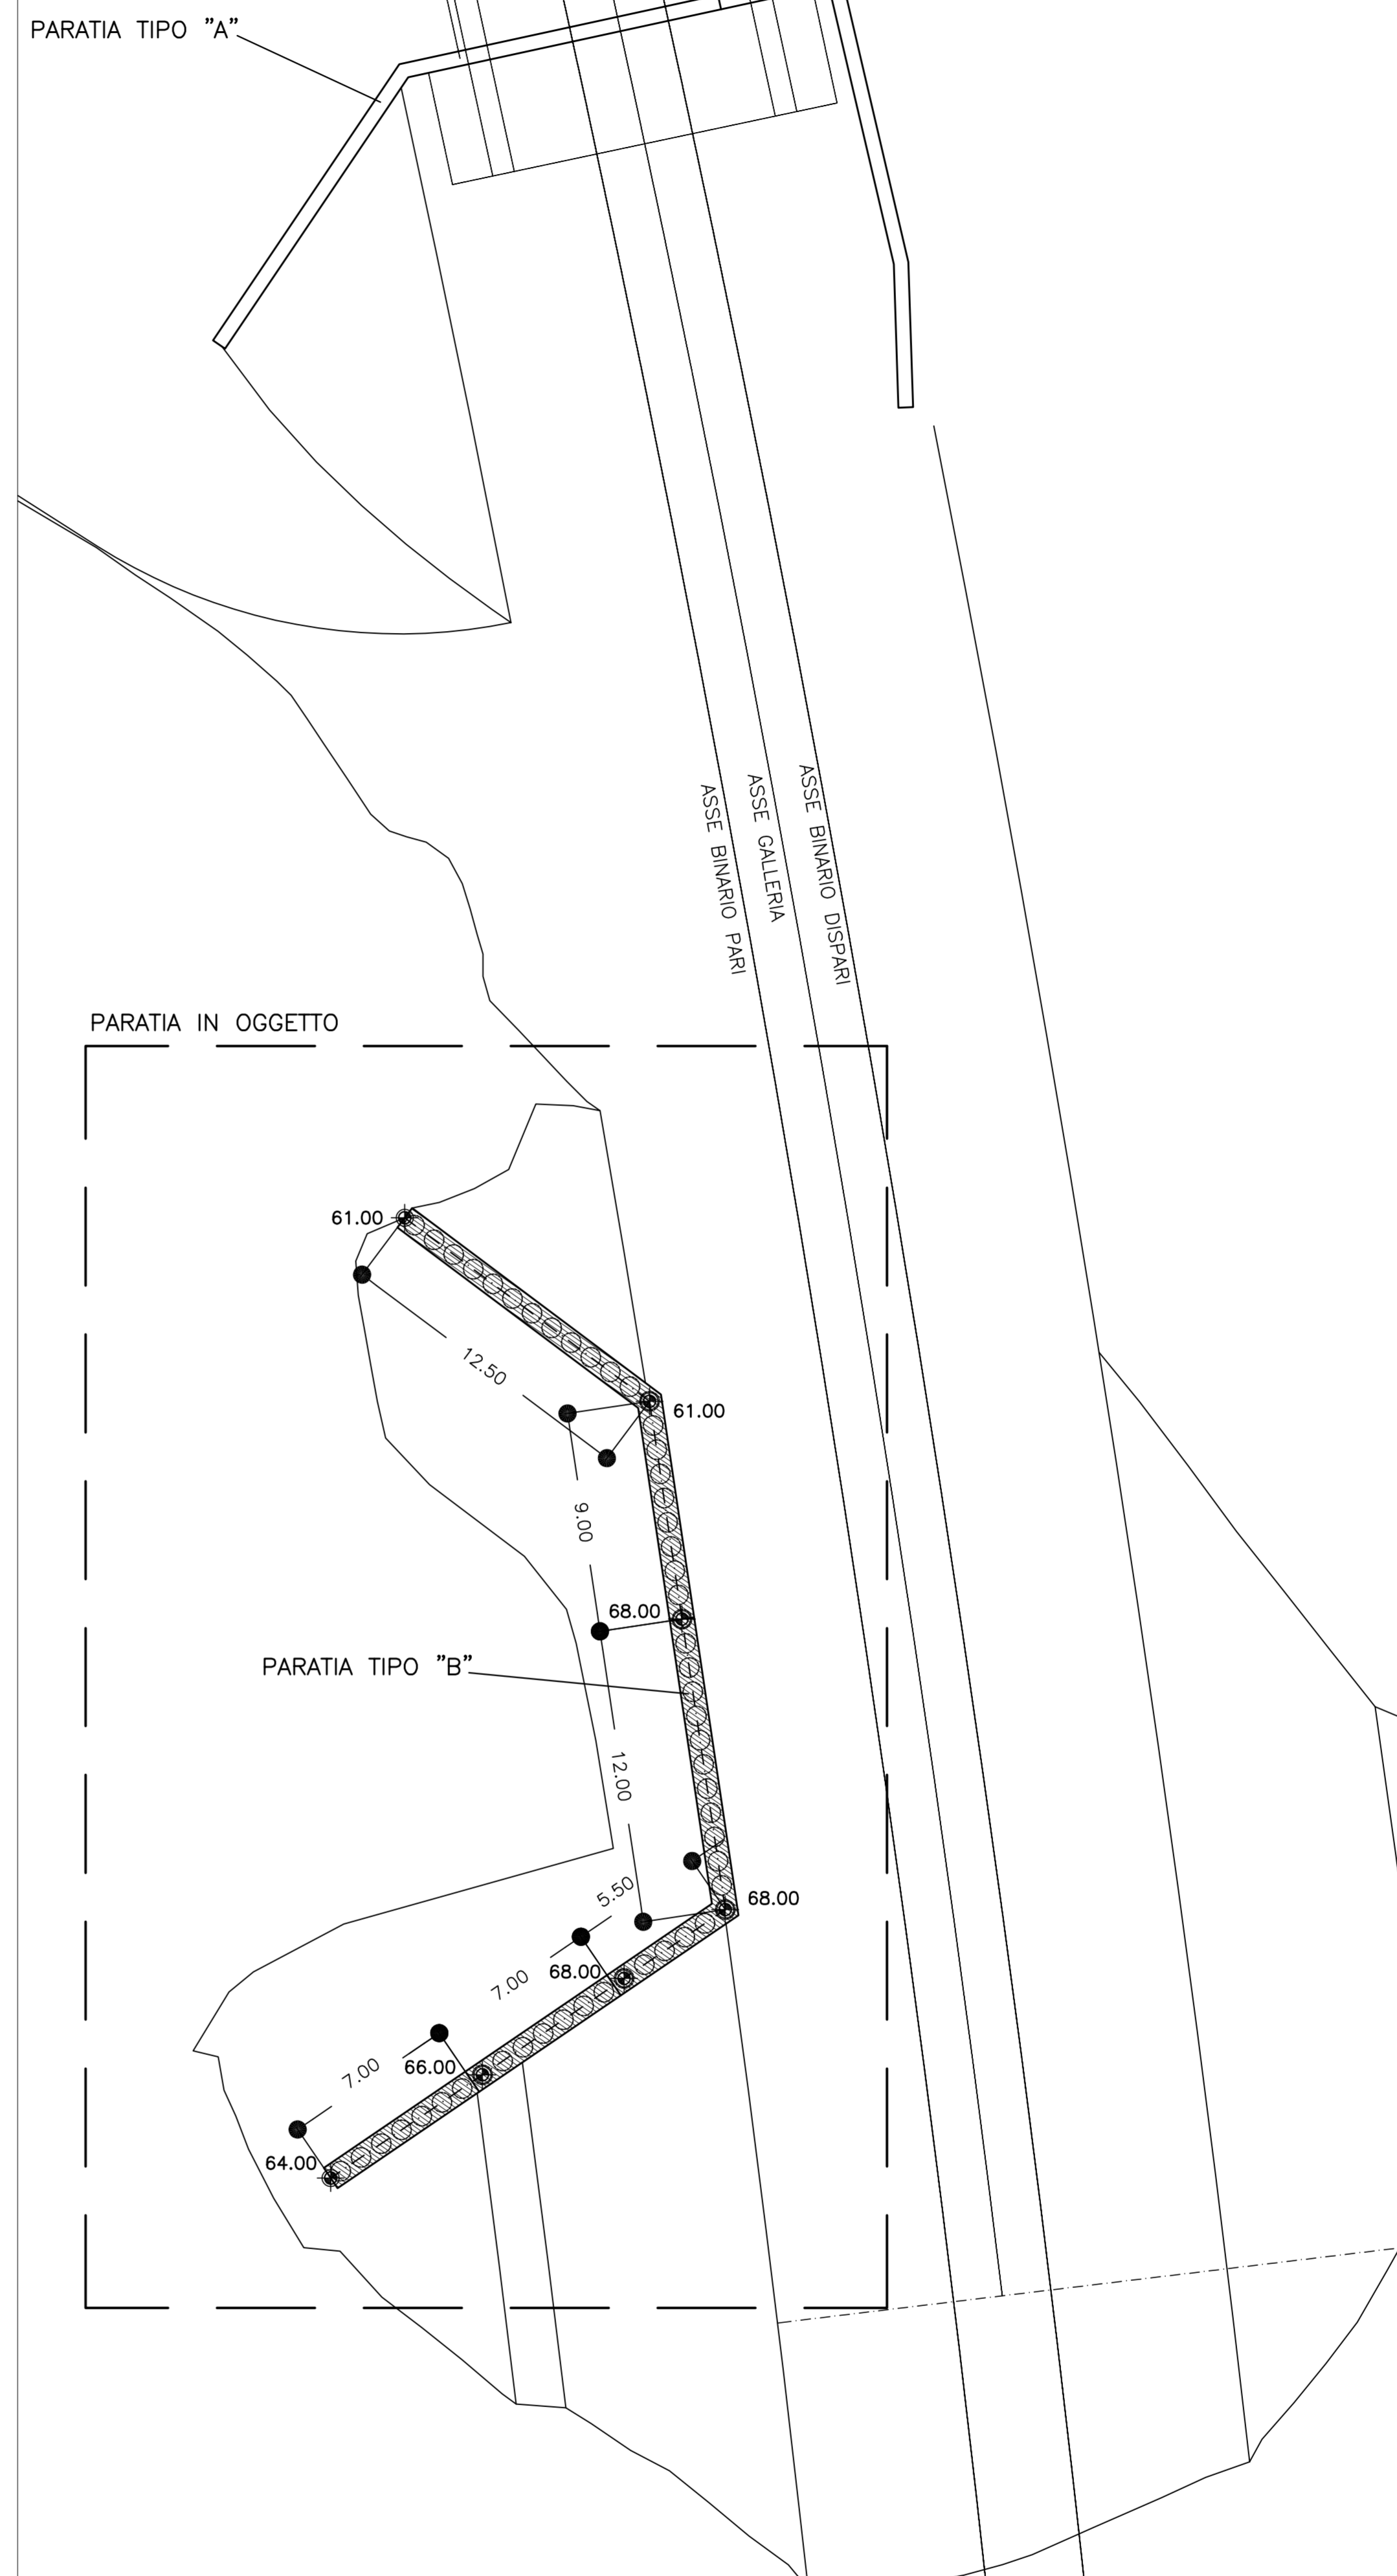 PARATIA TIPO "A"
ASSE BINARIO PARI
ASSE GALLERIA
ASSE BINARIO DISPARI
PARATIA IN OGGETTO
61.00
12.50
61.00
9.00
68.00
PARATIA TIPO "B"
12.00
5.50
68.00
7.00
68.00
7.00
66.00
64.00